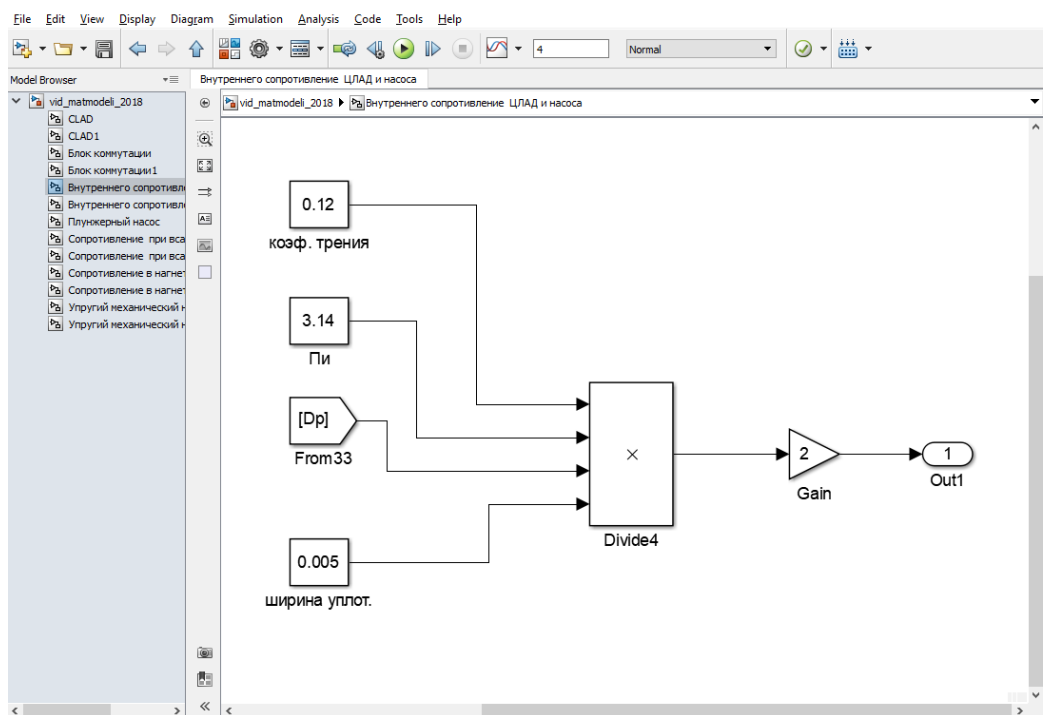 File Edit View Display Diagram Simulation Analysis Code Tools Help
4 Normal
Model Browser
Внутреннего сопротивление ЦЛАД и насоса
vid_matmodeli_2018
vid_matmodeli_2018 Внутреннего сопротивление ЦЛАД и насоса
CLAD
CLAD1
Блок коммутации
Блок коммутации1
Внутреннего сопротивл
Внутреннего сопротивл
Плунжерный насос
Сопротивление при вса
Сопротивление при вса
Сопротивление в нагнет
Сопротивление в нагнет
Упругий механический н
Упругий механический н
0.12
коэф. трения
3.14
Пи
[Dp]
From33
0.005
ширина уплот.
×
Divide4
2
Gain
1
Out1